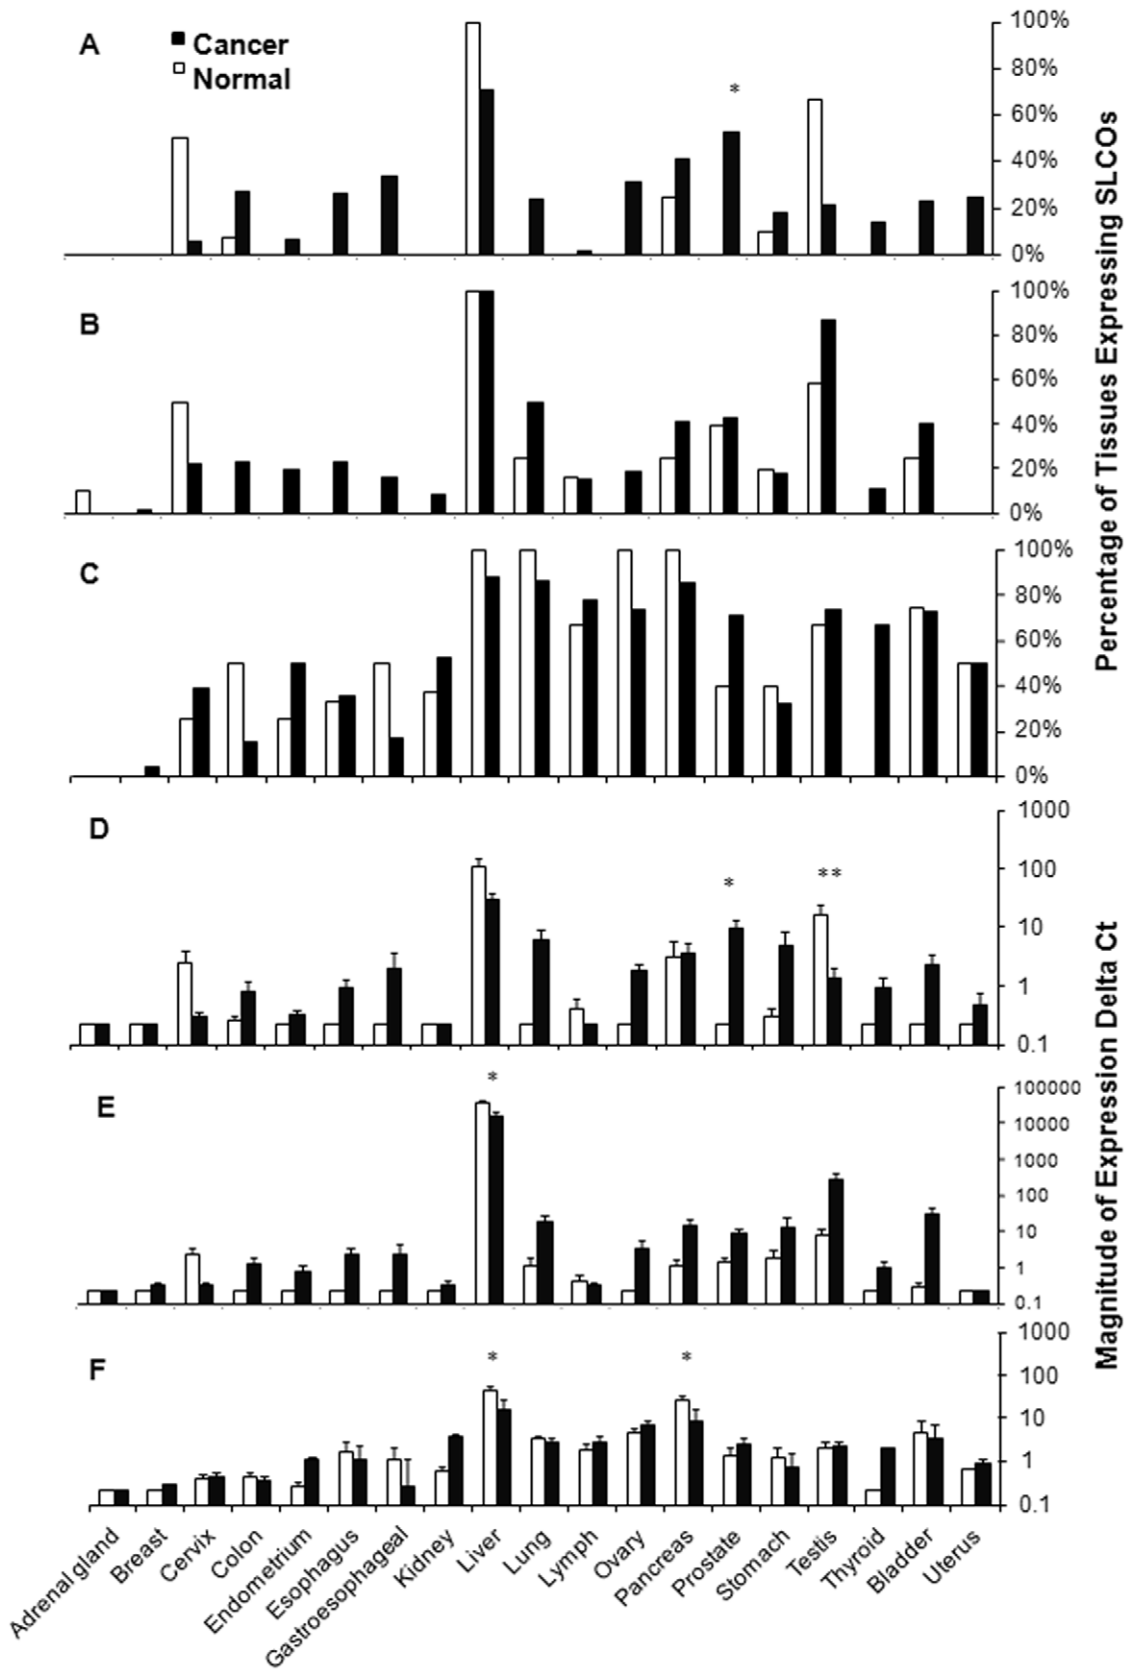 A
Cancer
Normal
*
100%
80%
60%
40%
20%
0%
B
100%
80%
60%
40%
20%
0%
C
100%
80%
60%
40%
20%
0%
Percentage of Tissues Expressing SLCOs
D
*
**
1000
100
10
1
0.1
E
*
100000
10000
1000
100
10
1
0.1
F
*
*
1000
100
10
1
0.1
Magnitude of Expression Delta Ct
Adrenal gland
Breast
Cervix
Colon
Endometrium
Esophagus
Gastroesophageal
Kidney
Liver
Lung
Lymph
Ovary
Pancreas
Prostate
Stomach
Testis
Thyroid
Bladder
Uterus